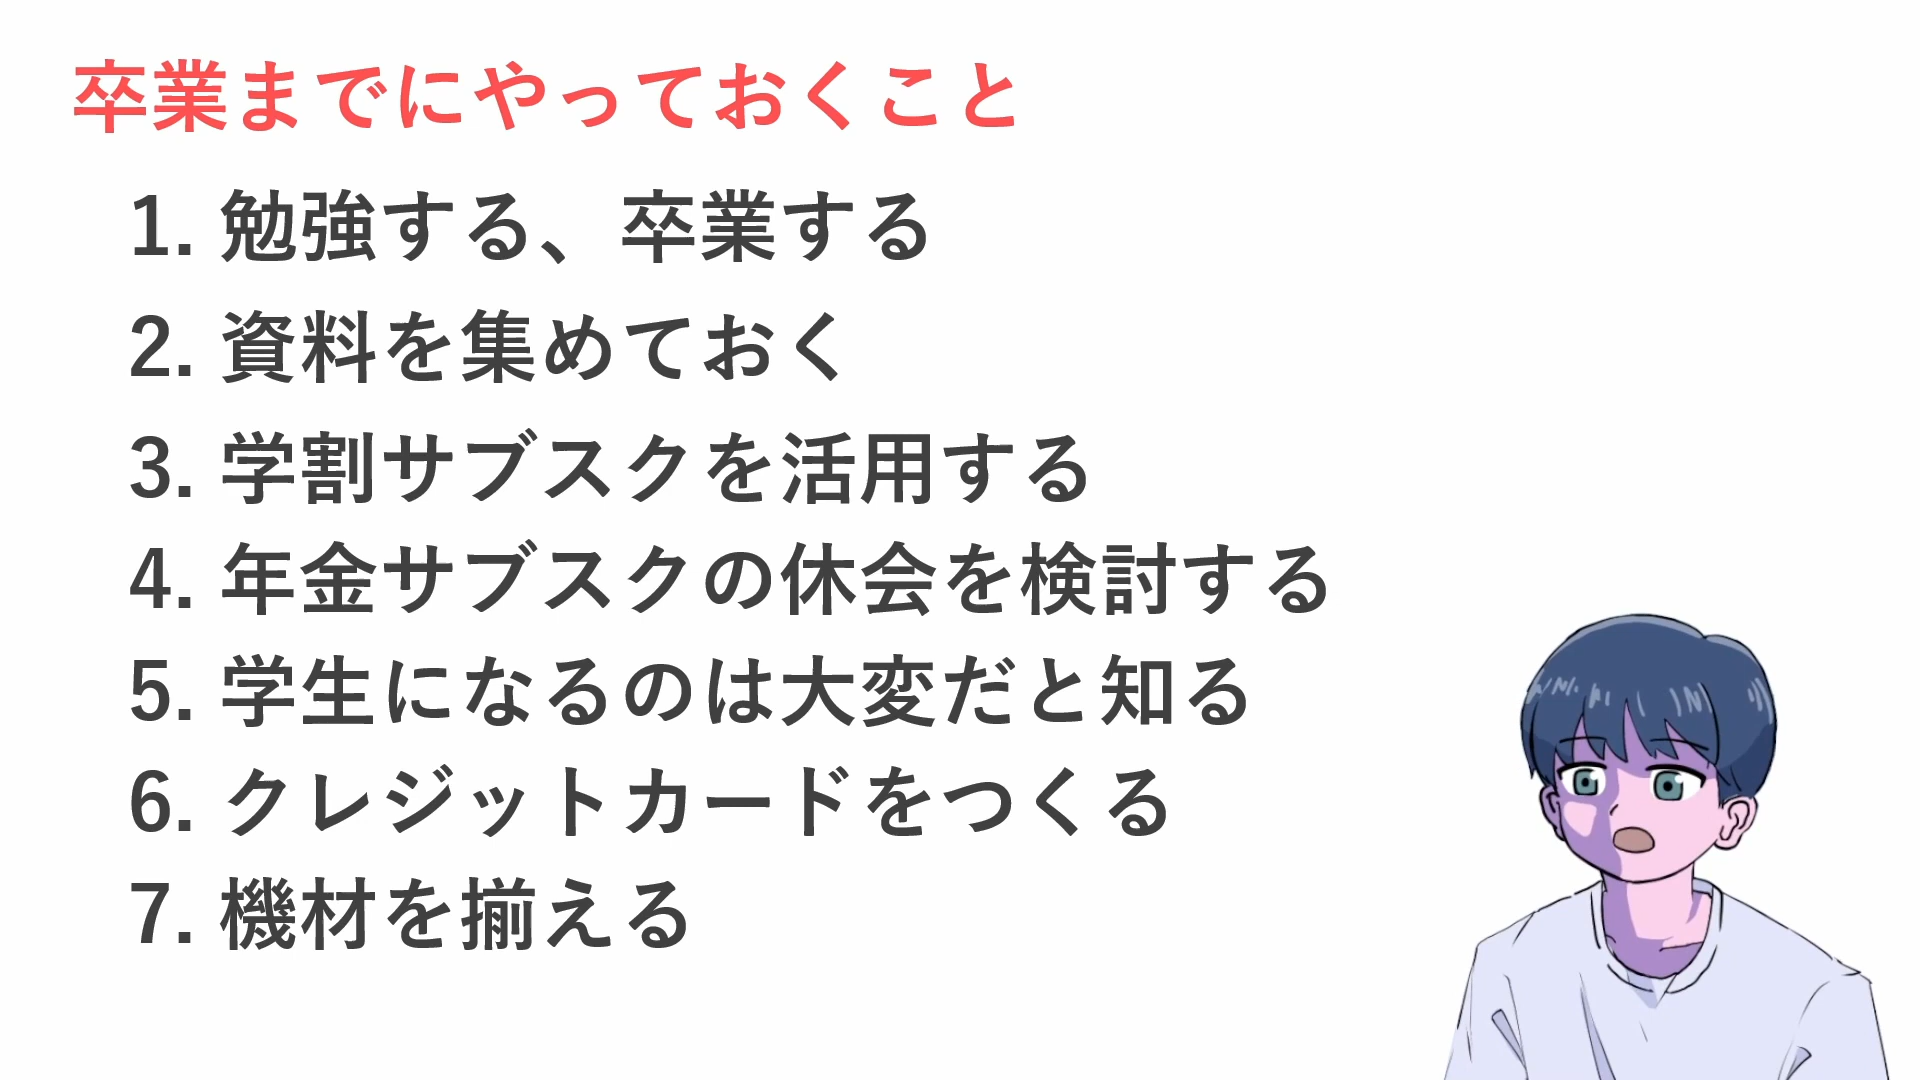 卒業までにやっておくこと
1. 勉強する、卒業する
2. 資料を集めておく
3. 学割サブスクを活用する
4. 年金サブスクの休会を検討する
5. 学生になるのは大変だと知る
6. クレジットカードをつくる
7. 機材を揃える